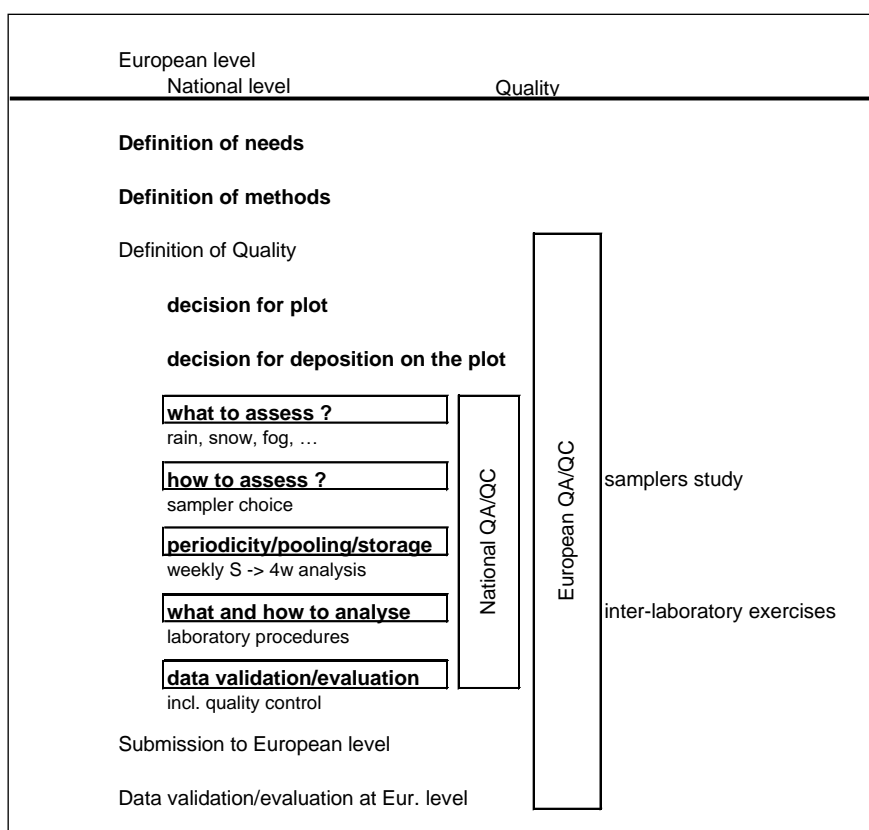 European level
National level Quality
Definition of needs
Definition of methods
Definition of Quality
decision for plot
decision for deposition on the plot
what to assess ?
rain, snow, fog, …
how to assess ?
sampler choice
periodicity/pooling/storage
weekly S -> 4w analysis
what and how to analyse
laboratory procedures
data validation/evaluation
incl. quality control
National QA/QC
European QA/QC
samplers study
inter-laboratory exercises
Submission to European level
Data validation/evaluation at Eur. level